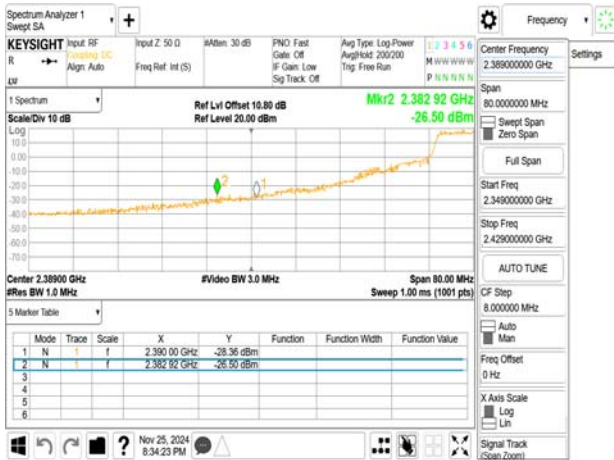 Spectrum Analyzer 1
Swept SA
Frequency
KEYSIGHT Input: RF
Coupling: DC
Align: Auto
R
Input Z: 50 Ω
Freq Ref: Int (S)
#Atten: 30 dB
PNO: Fast
Gate: Off
IF Gain: Low
Sig Track: Off
Avg Type: Log-Power
Avg|Hold: 200/200
Trig: Free Run
1 2 3 4 5 6
M W W W W W
P N N N N N
Center Frequency
2.389000000 GHz
Settings
Span
80.0000000 MHz
Swept Span
Zero Span
Full Span
Start Freq
2.349000000 GHz
Stop Freq
2.429000000 GHz
AUTO TUNE
CF Step
8.000000 MHz
Auto
Man
Freq Offset
0 Hz
X Axis Scale
Log
Lin
Signal Track
(Span Zoom)
1 Spectrum
Scale/Div 10 dB
Ref Lvl Offset 10.80 dB
Ref Level 20.00 dBm
Mkr2 2.382 92 GHz
-26.50 dBm
Log
10.0
0.00
-10.0
-20.0
-30.0
-40.0
-50.0
-60.0
-70.0
2
1
Center 2.38900 GHz
#Res BW 1.0 MHz
#Video BW 3.0 MHz
Span 80.00 MHz
Sweep 1.00 ms (1001 pts)
5 Marker Table
Mode Trace Scale X Y Function Function Width Function Value
1 N 1 f 2.390 00 GHz -28.36 dBm
2 N 1 f 2.382 92 GHz -26.50 dBm
3
4
5
6
Nov 25, 2024
8:34:23 PM